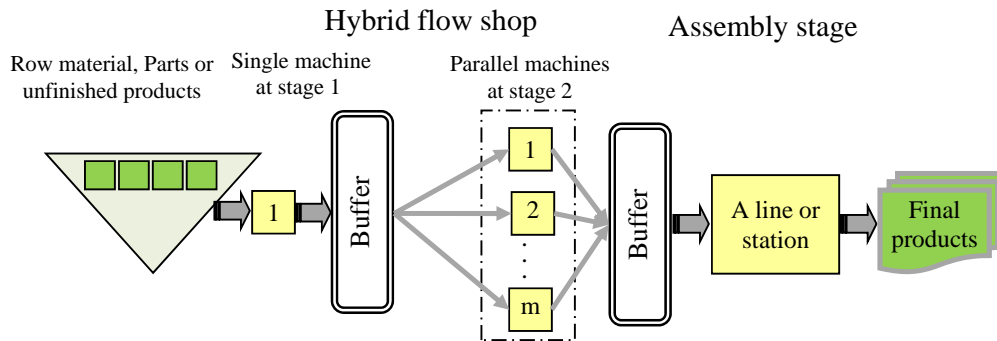 Hybrid flow shop
Assembly stage
Row material, Parts or
unfinished products
Single machine
at stage 1
Parallel machines
at stage 2
1
Buffer
1
2
m
Buffer
A line or
station
Final
products